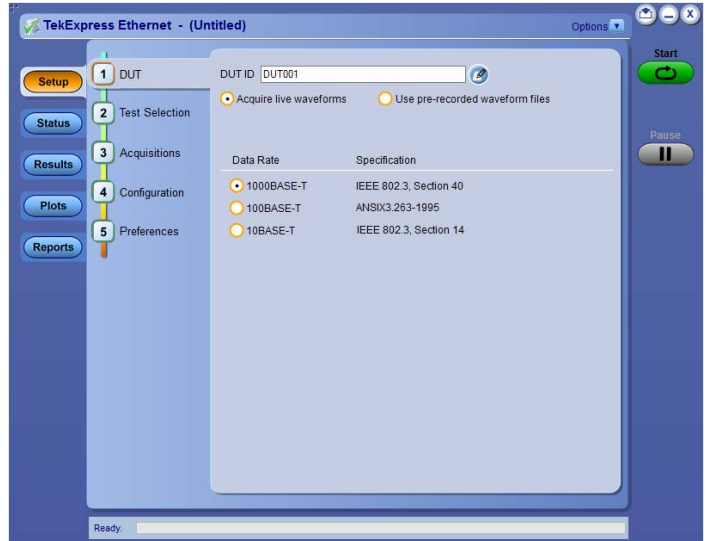 TekExpress Ethernet - (Untitled)
Options
Start
Setup
1 DUT
DUT ID DUT001
Acquire live waveforms
Use pre-recorded waveform files
Status
2 Test Selection
Pause
Results
3 Acquisitions
Data Rate
Specification
1000BASE-T
IEEE 802.3, Section 40
4 Configuration
Plots
100BASE-T
ANSIX3.263-1995
5 Preferences
10BASE-T
IEEE 802.3, Section 14
Reports
Ready.